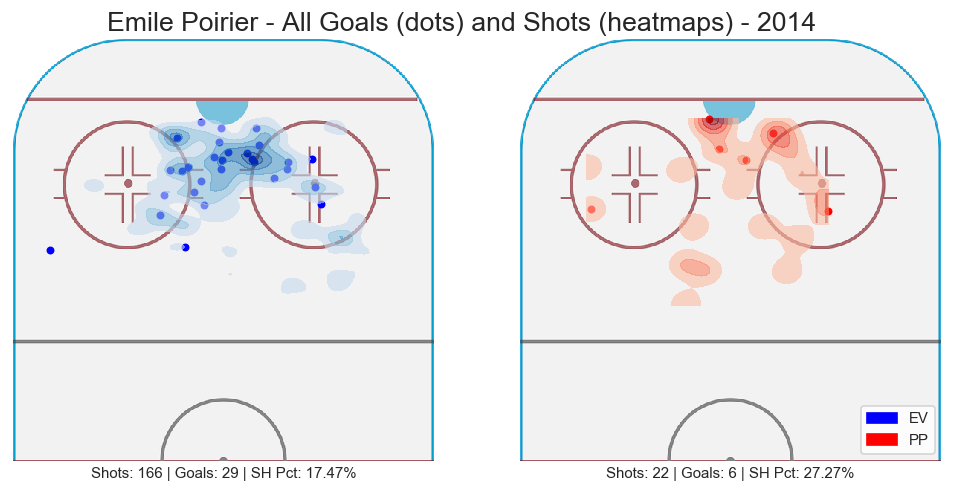 Emile Poirier - All Goals (dots) and Shots (heatmaps) - 2014
EV
PP
Shots: 166 | Goals: 29 | SH Pct: 17.47%
Shots: 22 | Goals: 6 | SH Pct: 27.27%